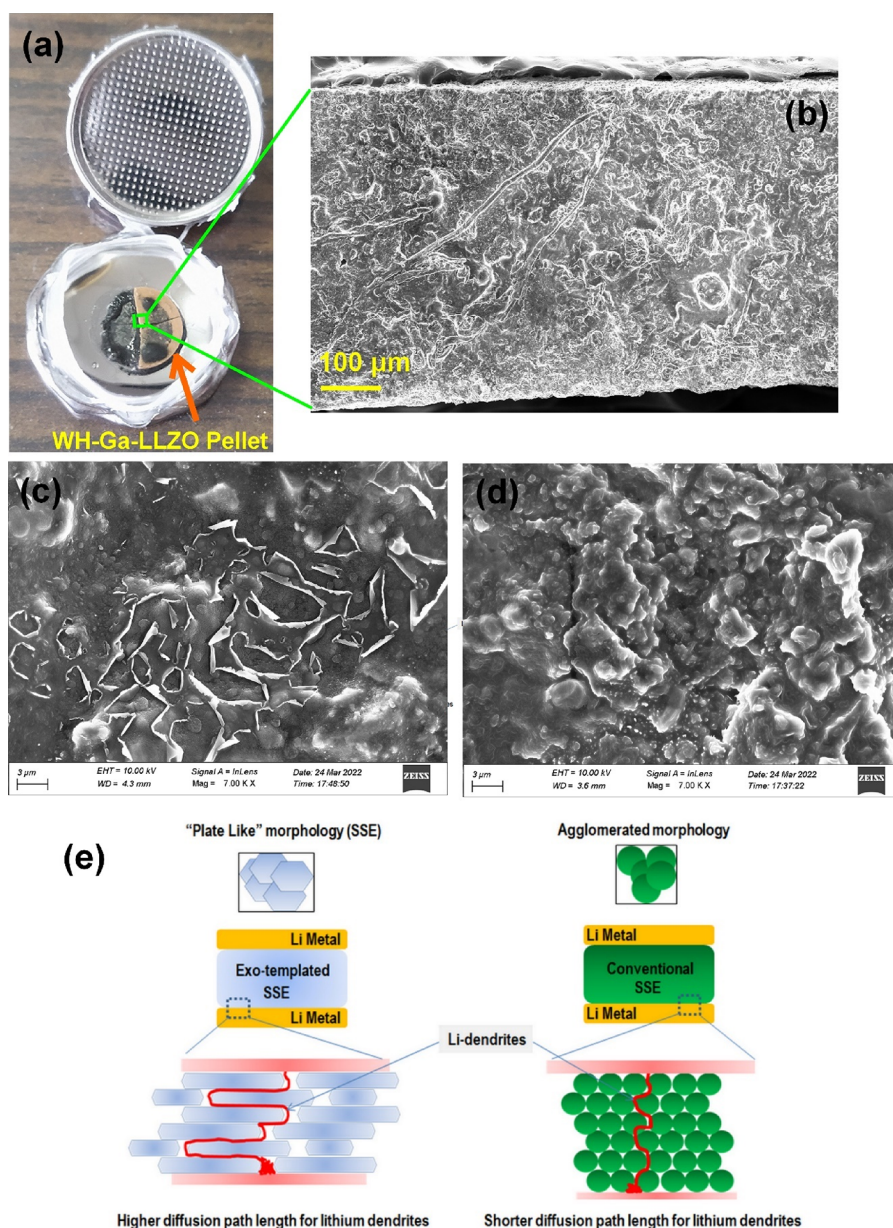 (a)
(b)
100 µm
WH-Ga-LLZO Pellet
(c)
(d)
3 µm
EHT = 10.00 kV
Signal A = InLens
Date: 24 Mar 2022
WD = 4.3 mm
Mag = 7.00 K X
Time: 17:48:50
ZEISS
3 µm
EHT = 10.00 kV
Signal A = InLens
Date: 24 Mar 2022
WD = 3.6 mm
Mag = 7.00 K X
Time: 17:37:22
ZEISS
(e)
“Plate Like” morphology (SSE)
Agglomerated morphology
Li Metal
Exo-templated
SSE
Li Metal
Li Metal
Conventional
SSE
Li Metal
Li-dendrites
Higher diffusion path length for lithium dendrites
Shorter diffusion path length for lithium dendrites